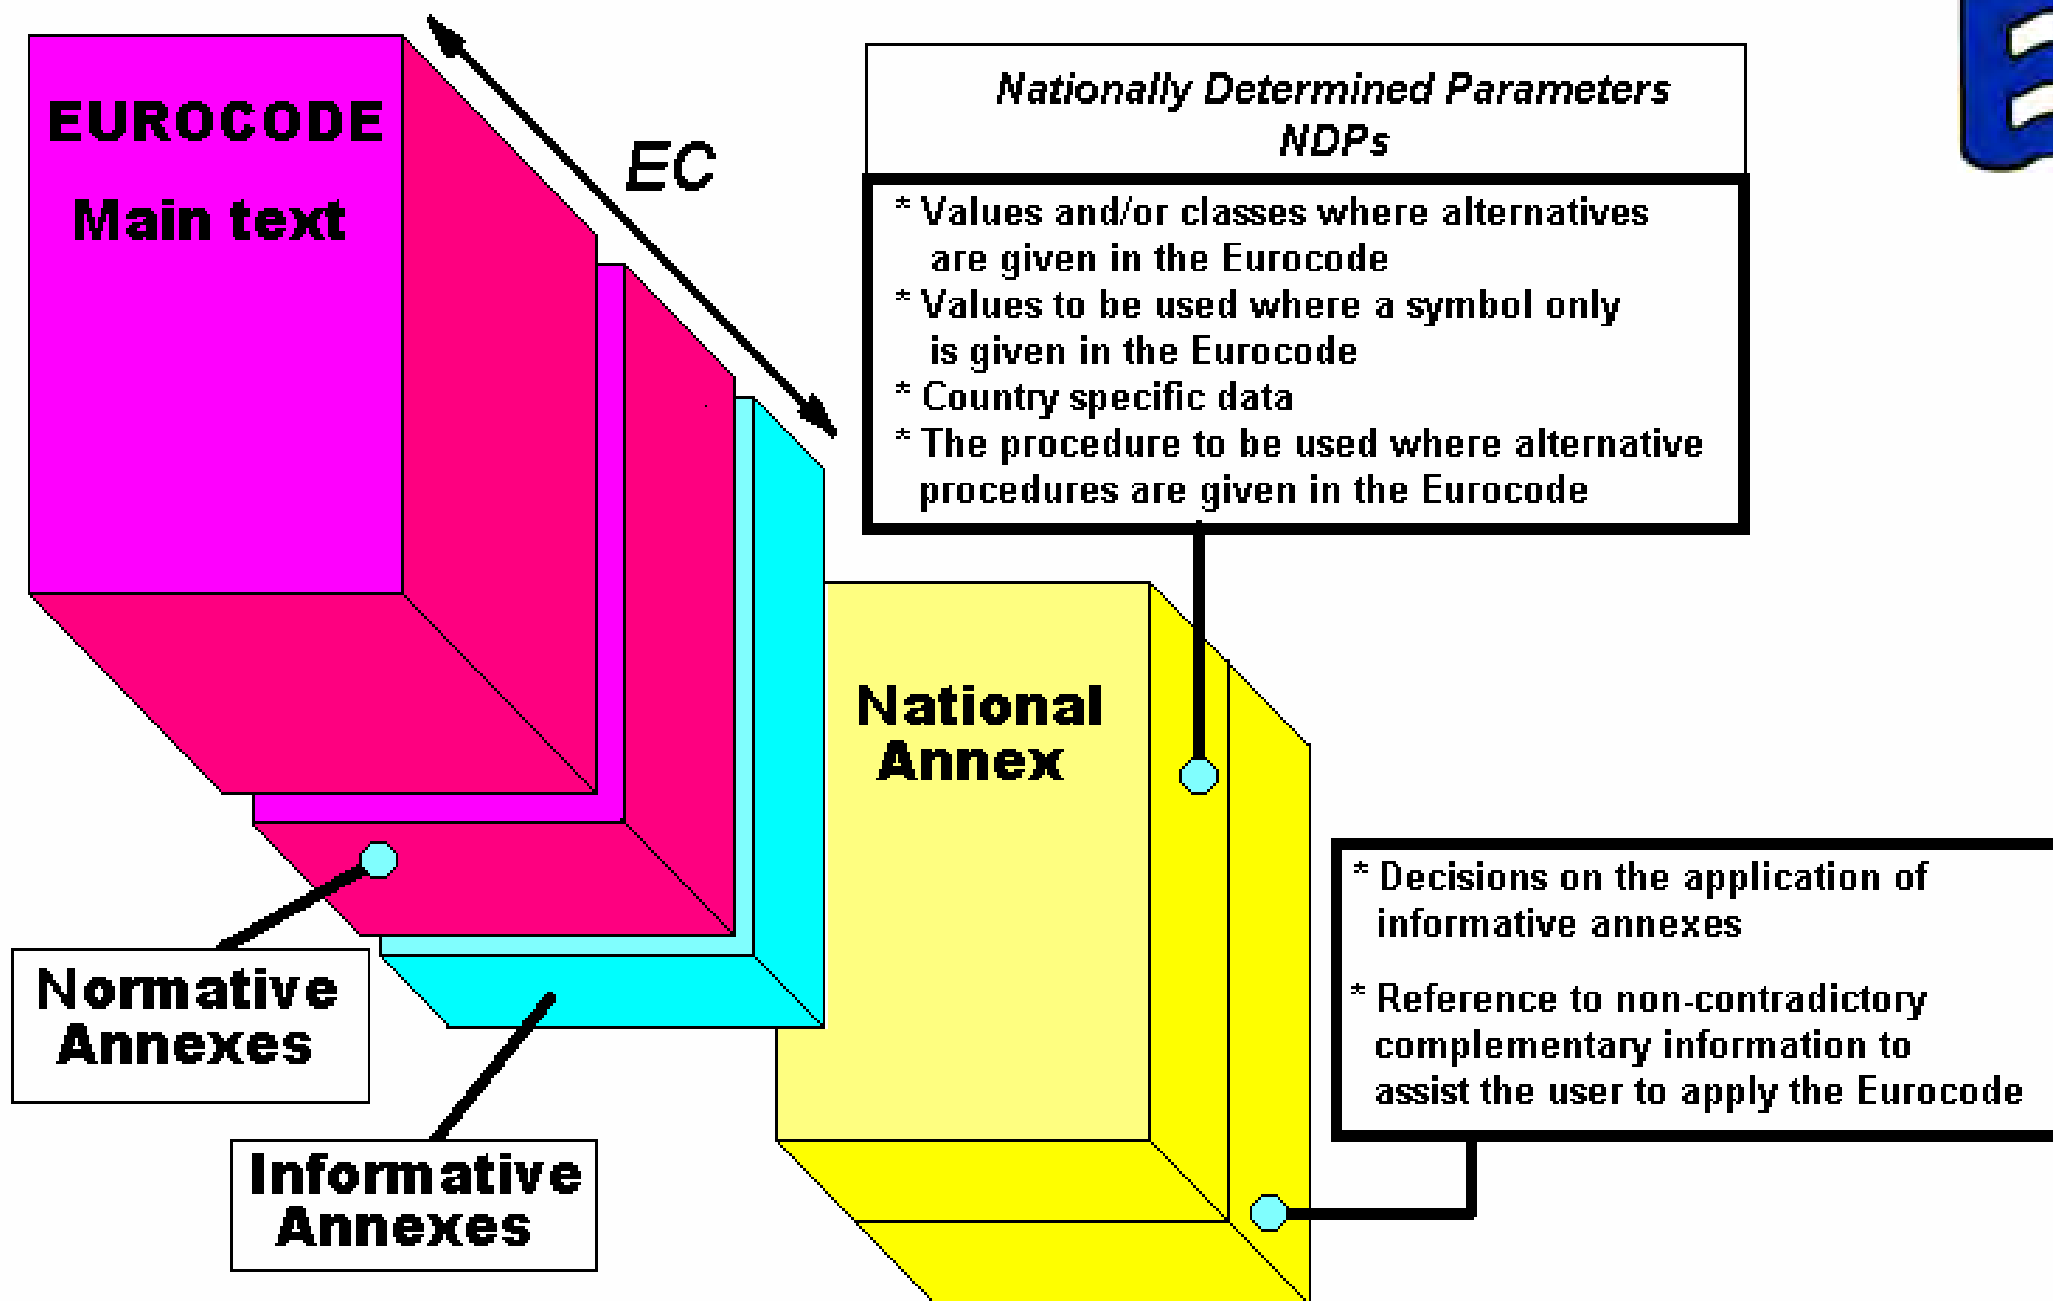 EUROCODE
Main text
EC
Nationally Determined Parameters
NDPs
* Values and/or classes where alternatives
are given in the Eurocode
* Values to be used where a symbol only
is given in the Eurocode
* Country specific data
* The procedure to be used where alternative
procedures are given in the Eurocode
National
Annex
* Decisions on the application of
informative annexes
* Reference to non-contradictory
complementary information to
assist the user to apply the Eurocode
Normative
Annexes
Informative
Annexes